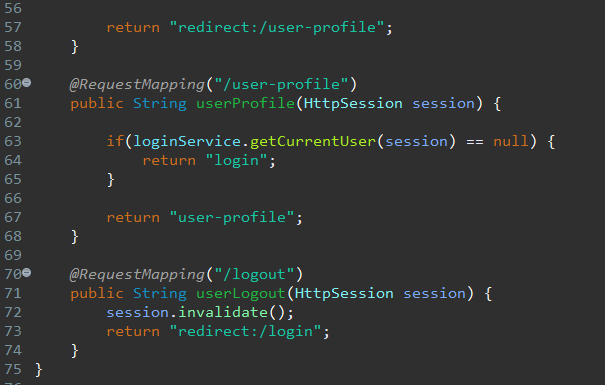 56
57 return "redirect:/user-profile";
58 }
59
60 @RequestMapping("/user-profile")
61 public String userProfile(HttpSession session) {
62
63 if(loginService.getCurrentUser(session) == null) {
64 return "login";
65 }
66
67 return "user-profile";
68 }
69
70 @RequestMapping("/logout")
71 public String userLogout(HttpSession session) {
72 session.invalidate();
73 return "redirect:/login";
74 }
75 }